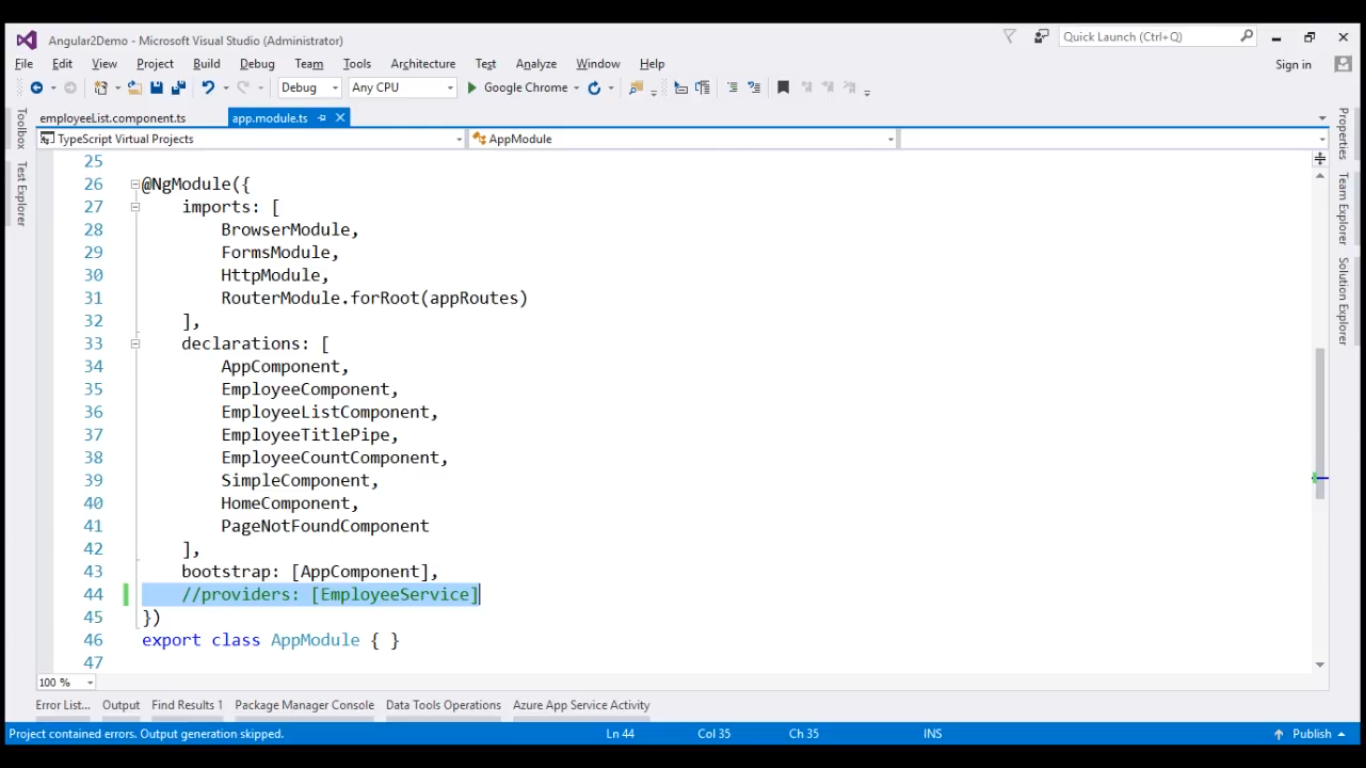 Angular2Demo - Microsoft Visual Studio (Administrator)
Quick Launch (Ctrl+Q)
File Edit View Project Build Debug Team Tools Architecture Test Analyze Window Help
Sign in
Debug Any CPU Google Chrome
Toolbox
Test Explorer
employeeList.component.ts app.module.ts
TypeScript Virtual Projects AppModule
25
26 @NgModule({
27 imports: [
28 BrowserModule,
29 FormsModule,
30 HttpModule,
31 RouterModule.forRoot(appRoutes)
32 ],
33 declarations: [
34 AppComponent,
35 EmployeeComponent,
36 EmployeeListComponent,
37 EmployeeTitlePipe,
38 EmployeeCountComponent,
39 SimpleComponent,
40 HomeComponent,
41 PageNotFoundComponent
42 ],
43 bootstrap: [AppComponent],
44 //providers: [EmployeeService]
45 })
46 export class AppModule { }
47
Properties
Team Explorer
Solution Explorer
100 %
Error List... Output Find Results 1 Package Manager Console Data Tools Operations Azure App Service Activity
Project contained errors. Output generation skipped. Ln 44 Col 35 Ch 35 INS Publish